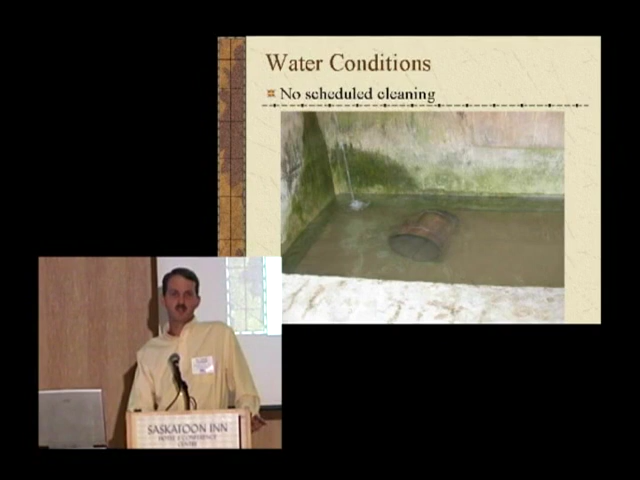 Water Conditions
No scheduled cleaning
SASKATOON INN
HOTEL & CONFERENCE
CENTRE